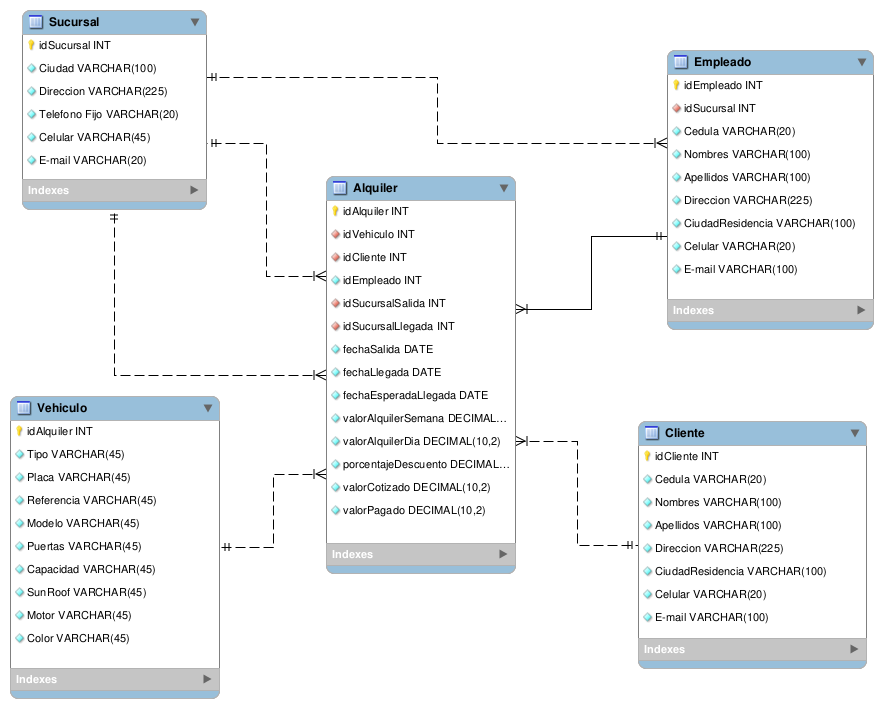 Sucursal
idSucursal INT
Ciudad VARCHAR(100)
Direccion VARCHAR(225)
Telefono Fijo VARCHAR(20)
Celular VARCHAR(45)
E-mail VARCHAR(20)
Indexes
Empleado
idEmpleado INT
idSucursal INT
Cedula VARCHAR(20)
Nombres VARCHAR(100)
Apellidos VARCHAR(100)
Direccion VARCHAR(225)
CiudadResidencia VARCHAR(100)
Celular VARCHAR(20)
E-mail VARCHAR(100)
Indexes
Alquiler
idAlquiler INT
idVehiculo INT
idCliente INT
idEmpleado INT
idSucursalSalida INT
idSucursalLlegada INT
fechaSalida DATE
fechaLlegada DATE
fechaEsperadaLlegada DATE
valorAlquilerSemana DECIMAL...
valorAlquilerDia DECIMAL(10,2)
porcentajeDescuento DECIMAL...
valorCotizado DECIMAL(10,2)
valorPagado DECIMAL(10,2)
Indexes
Vehiculo
idAlquiler INT
Tipo VARCHAR(45)
Placa VARCHAR(45)
Referencia VARCHAR(45)
Modelo VARCHAR(45)
Puertas VARCHAR(45)
Capacidad VARCHAR(45)
SunRoof VARCHAR(45)
Motor VARCHAR(45)
Color VARCHAR(45)
Indexes
Cliente
idCliente INT
Cedula VARCHAR(20)
Nombres VARCHAR(100)
Apellidos VARCHAR(100)
Direccion VARCHAR(225)
CiudadResidencia VARCHAR(100)
Celular VARCHAR(20)
E-mail VARCHAR(100)
Indexes